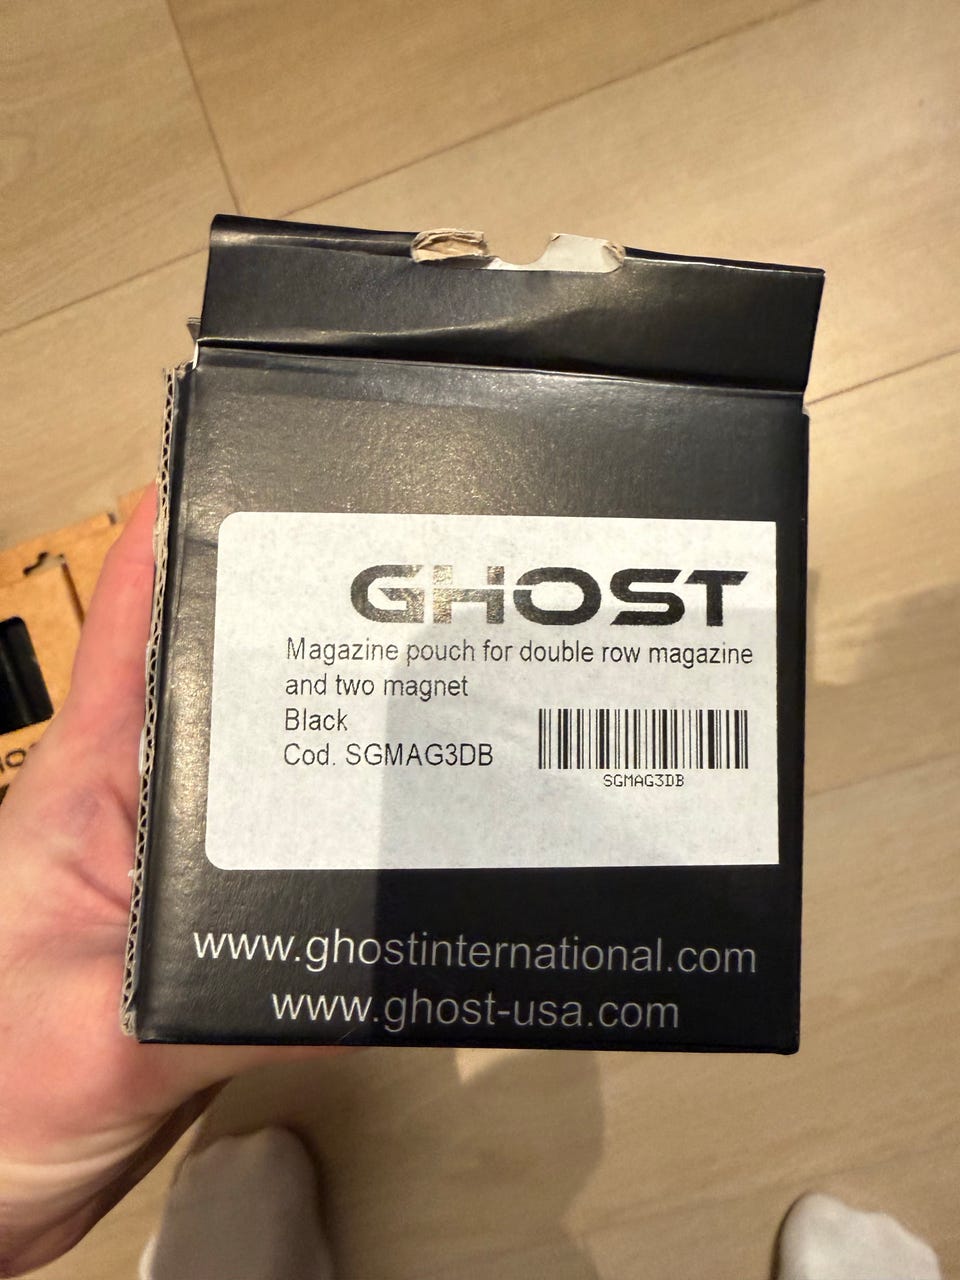 GHOST
Magazine pouch for double row magazine
and two magnet
Black
Cod. SGMAG3DB
SGMAG3DB
www.ghostinternational.com
www.ghost-usa.com